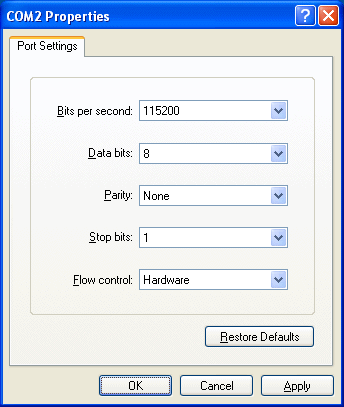 COM2 Properties
Port Settings
Bits per second: 115200
Data bits: 8
Parity: None
Stop bits: 1
Flow control: Hardware
Restore Defaults
OK Cancel Apply